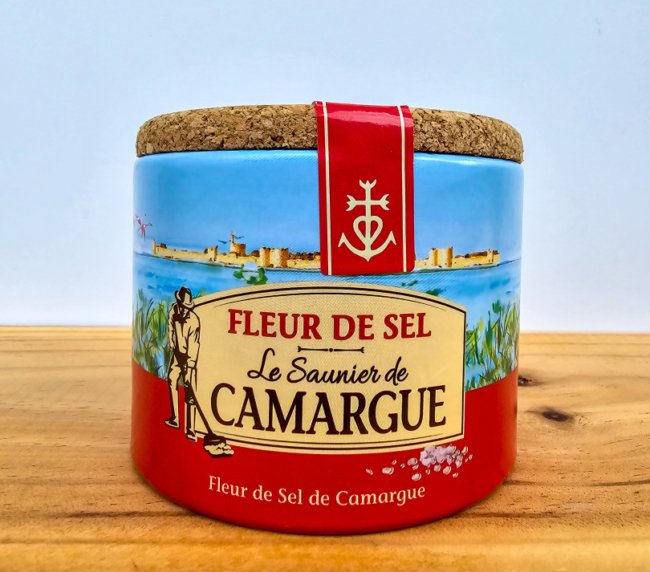 FLEUR DE SEL
Le Saunier de
CAMARGUE
Fleur de Sel de Camargue